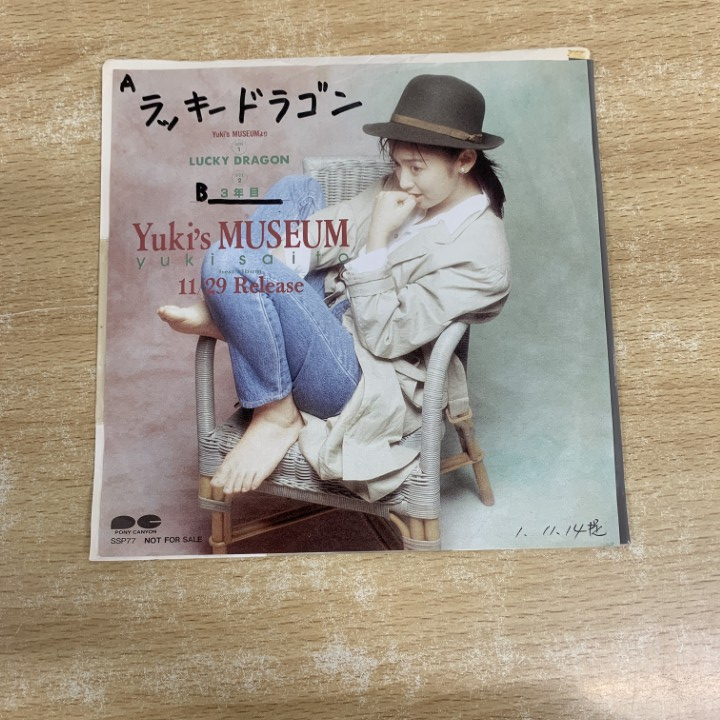 A ラッキードラゴン
Yuki's MUSEUMより
1
LUCKY DRAGON
2
B 3年目
Yuki's MUSEUM
yuki saito
11/29 Release
PONY CANYON
SSP77 NOT FOR SALE
1. 11. 14